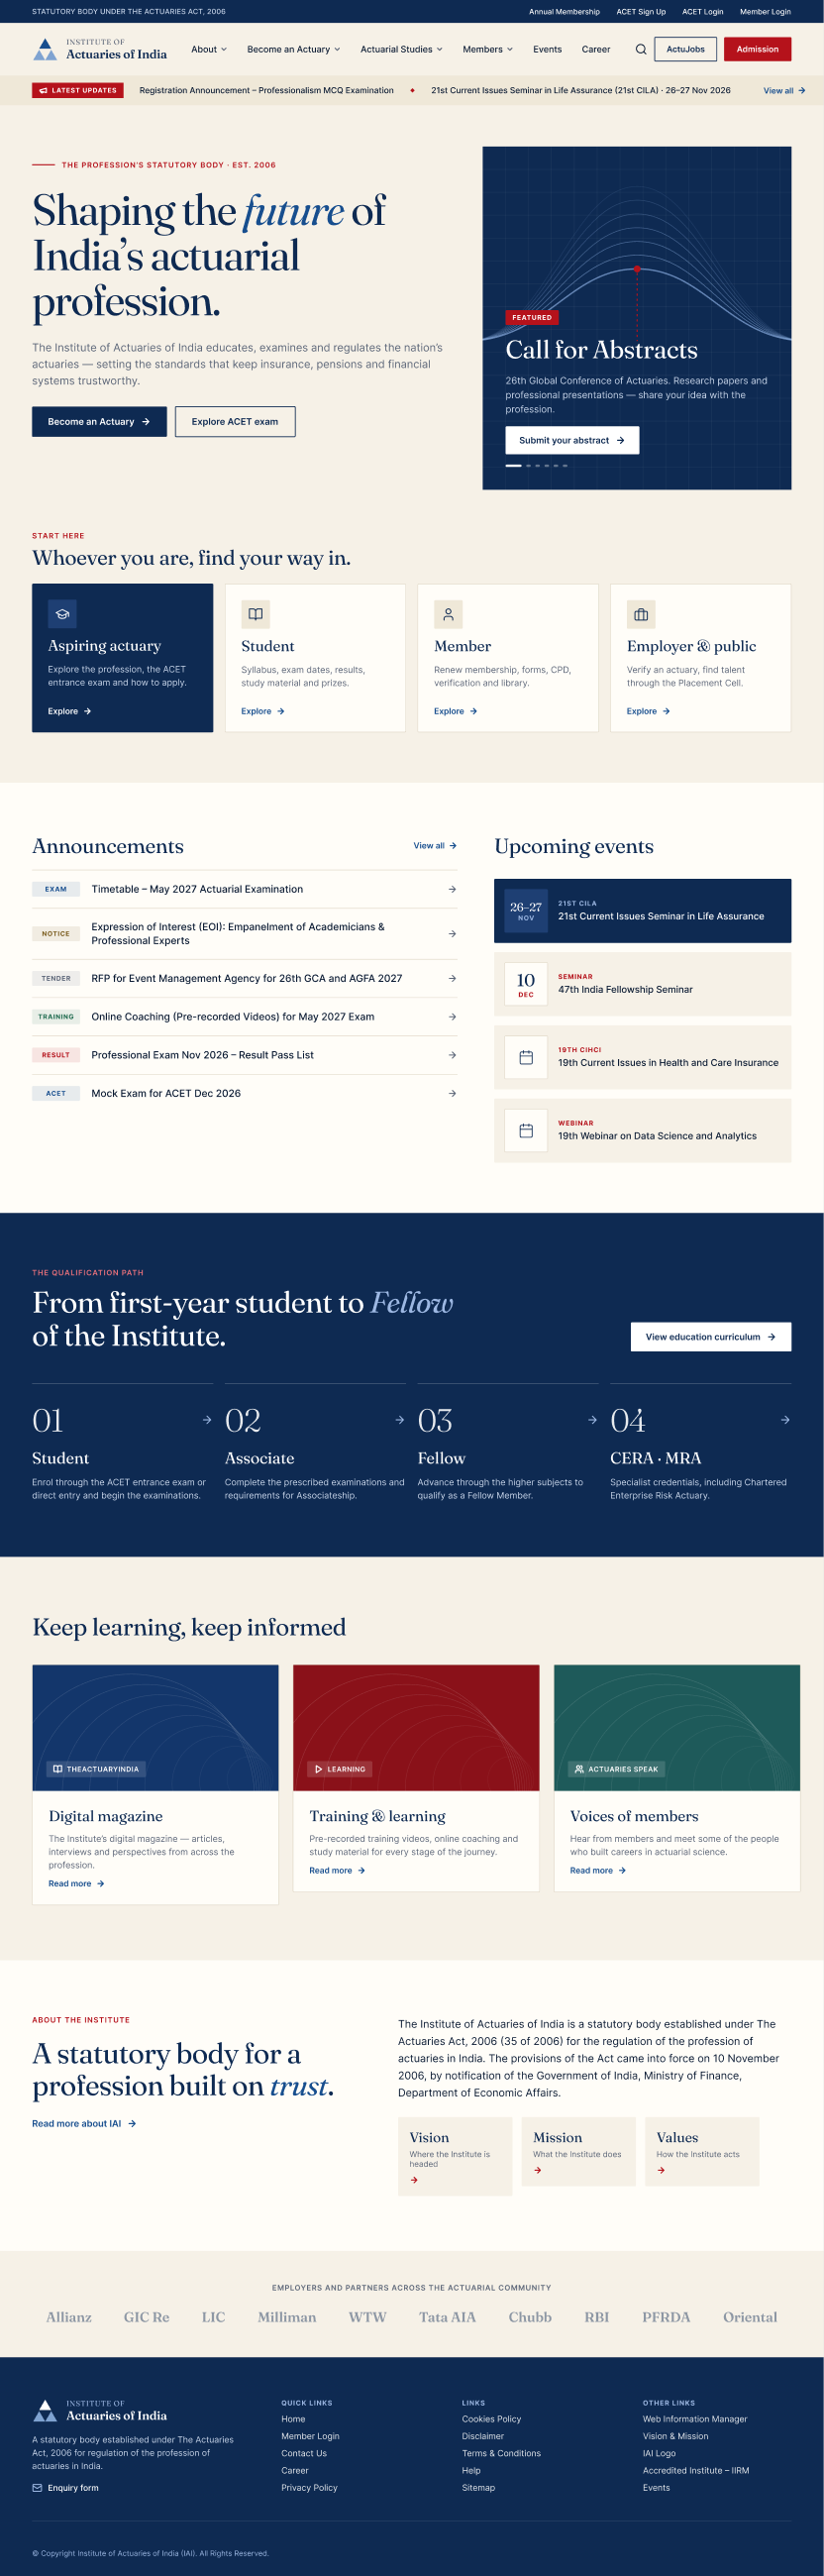 STATUTORY BODY UNDER THE ACTUARIES ACT, 2006
Annual Membership
ACET Sign Up
ACET Login
Member Login
INSTITUTE OF
Actuaries of India
About
Become an Actuary
Actuarial Studies
Members
Events
Career
ActuJobs
Admission
LATEST UPDATES
Registration Announcement – Professionalism MCQ Examination
21st Current Issues Seminar in Life Assurance (21st CILA) · 26–27 Nov 2026
View all
THE PROFESSION'S STATUTORY BODY · EST. 2006
Shaping the future of
India's actuarial
profession.
The Institute of Actuaries of India educates, examines and regulates the nation's
actuaries — setting the standards that keep insurance, pensions and financial
systems trustworthy.
Become an Actuary
Explore ACET exam
FEATURED
Call for Abstracts
26th Global Conference of Actuaries. Research papers and
professional presentations — share your idea with the
profession.
Submit your abstract
START HERE
Whoever you are, find your way in.
Aspiring actuary
Explore the profession, the ACET
entrance exam and how to apply.
Explore
Student
Syllabus, exam dates, results,
study material and prizes.
Explore
Member
Renew membership, forms, CPD,
verification and library.
Explore
Employer & public
Verify an actuary, find talent
through the Placement Cell.
Explore
Announcements
View all
EXAM
Timetable – May 2027 Actuarial Examination
NOTICE
Expression of Interest (EOI): Empanelment of Academicians &
Professional Experts
TENDER
RFP for Event Management Agency for 26th GCA and AGFA 2027
TRAINING
Online Coaching (Pre-recorded Videos) for May 2027 Exam
RESULT
Professional Exam Nov 2026 – Result Pass List
ACET
Mock Exam for ACET Dec 2026
Upcoming events
26–27
NOV
21ST CILA
21st Current Issues Seminar in Life Assurance
10
DEC
SEMINAR
47th India Fellowship Seminar
19TH CIHCI
19th Current Issues in Health and Care Insurance
WEBINAR
19th Webinar on Data Science and Analytics
THE QUALIFICATION PATH
From first-year student to Fellow
of the Institute.
View education curriculum
01
Student
Enrol through the ACET entrance exam or
direct entry and begin the examinations.
02
Associate
Complete the prescribed examinations and
requirements for Associateship.
03
Fellow
Advance through the higher subjects to
qualify as a Fellow Member.
04
CERA · MRA
Specialist credentials, including Chartered
Enterprise Risk Actuary.
Keep learning, keep informed
THEACTUARYINDIA
Digital magazine
The Institute's digital magazine — articles,
interviews and perspectives from across the
profession.
Read more
LEARNING
Training & learning
Pre-recorded training videos, online coaching and
study material for every stage of the journey.
Read more
ACTUARIES SPEAK
Voices of members
Hear from members and meet some of the people
who built careers in actuarial science.
Read more
ABOUT THE INSTITUTE
A statutory body for a
profession built on trust.
Read more about IAI
The Institute of Actuaries of India is a statutory body established under The
Actuaries Act, 2006 (35 of 2006) for the regulation of the profession of
actuaries in India. The provisions of the Act came into force on 10 November
2006, by notification of the Government of India, Ministry of Finance,
Department of Economic Affairs.
Vision
Where the Institute is
headed
Mission
What the Institute does
Values
How the Institute acts
EMPLOYERS AND PARTNERS ACROSS THE ACTUARIAL COMMUNITY
Allianz
GIC Re
LIC
Milliman
WTW
Tata AIA
Chubb
RBI
PFRDA
Oriental
INSTITUTE OF
Actuaries of India
A statutory body established under The Actuaries
Act, 2006 for regulation of the profession of
actuaries in India.
Enquiry form
QUICK LINKS
Home
Member Login
Contact Us
Career
Privacy Policy
LINKS
Cookies Policy
Disclaimer
Terms & Conditions
Help
Sitemap
OTHER LINKS
Web Information Manager
Vision & Mission
IAI Logo
Accredited Institute – IIRM
Events
© Copyright Institute of Actuaries of India (IAI). All Rights Reserved.